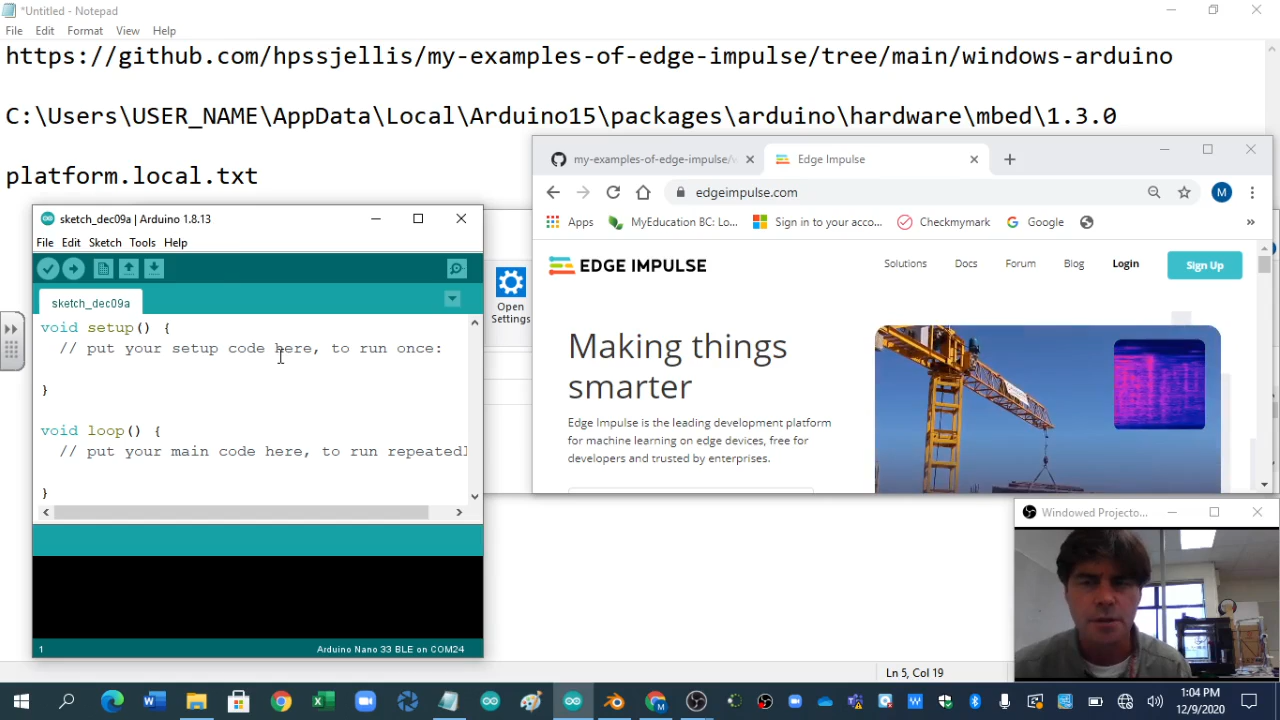 *Untitled - Notepad
File Edit Format View Help
https://github.com/hpssjellis/my-examples-of-edge-impulse/tree/main/windows-arduino
C:\Users\USER_NAME\AppData\Local\Arduino15\packages\arduino\hardware\mbed\1.3.0
platform.local.txt
sketch_dec09a | Arduino 1.8.13
File Edit Sketch Tools Help
sketch_dec09a
void setup() {
// put your setup code here, to run once:
}
void loop() {
// put your main code here, to run repeatedl
}
1
Arduino Nano 33 BLE on COM24
Open
Settings
my-examples-of-edge-impulse/
Edge Impulse
edgeimpulse.com
M
Apps MyEducation BC: Lo... Sign in to your acco... Checkmymark Google »
EDGE IMPULSE
Solutions Docs Forum Blog Login Sign Up
Making things
smarter
Edge Impulse is the leading development platform
for machine learning on edge devices, free for
developers and trusted by enterprises.
Windowed Projecto...
Ln 5, Col 19
1:04 PM
12/9/2020